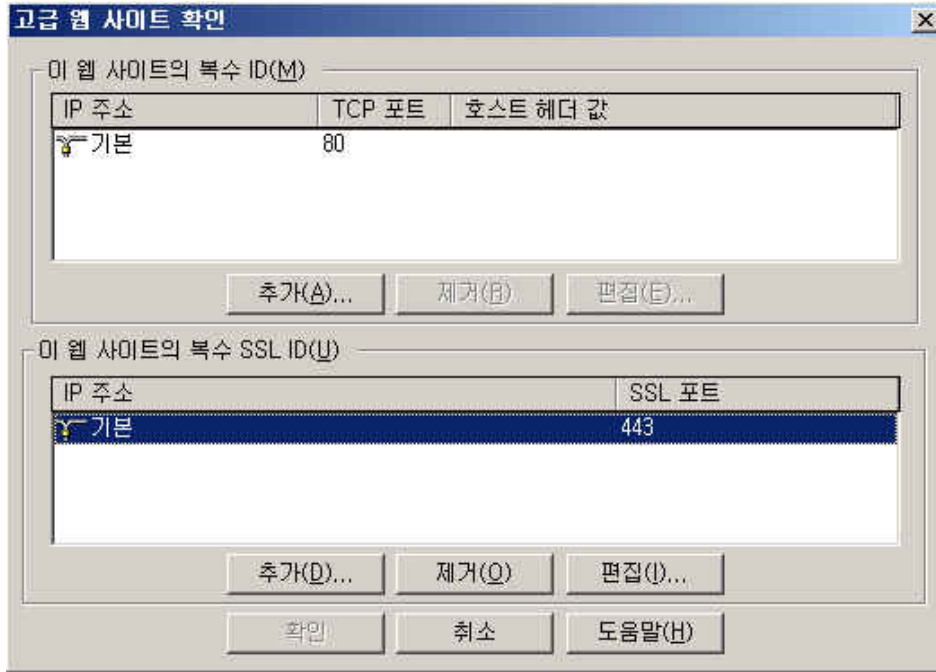 고급 웹 사이트 확인
이 웹 사이트의 복수 ID(M)
IP 주소 TCP 포트 호스트 헤더 값
기본 80
추가(A)... 제거(R) 편집(E)...
이 웹 사이트의 복수 SSL ID(U)
IP 주소 SSL 포트
기본 443
추가(D)... 제거(O) 편집(I)...
확인 취소 도움말(H)